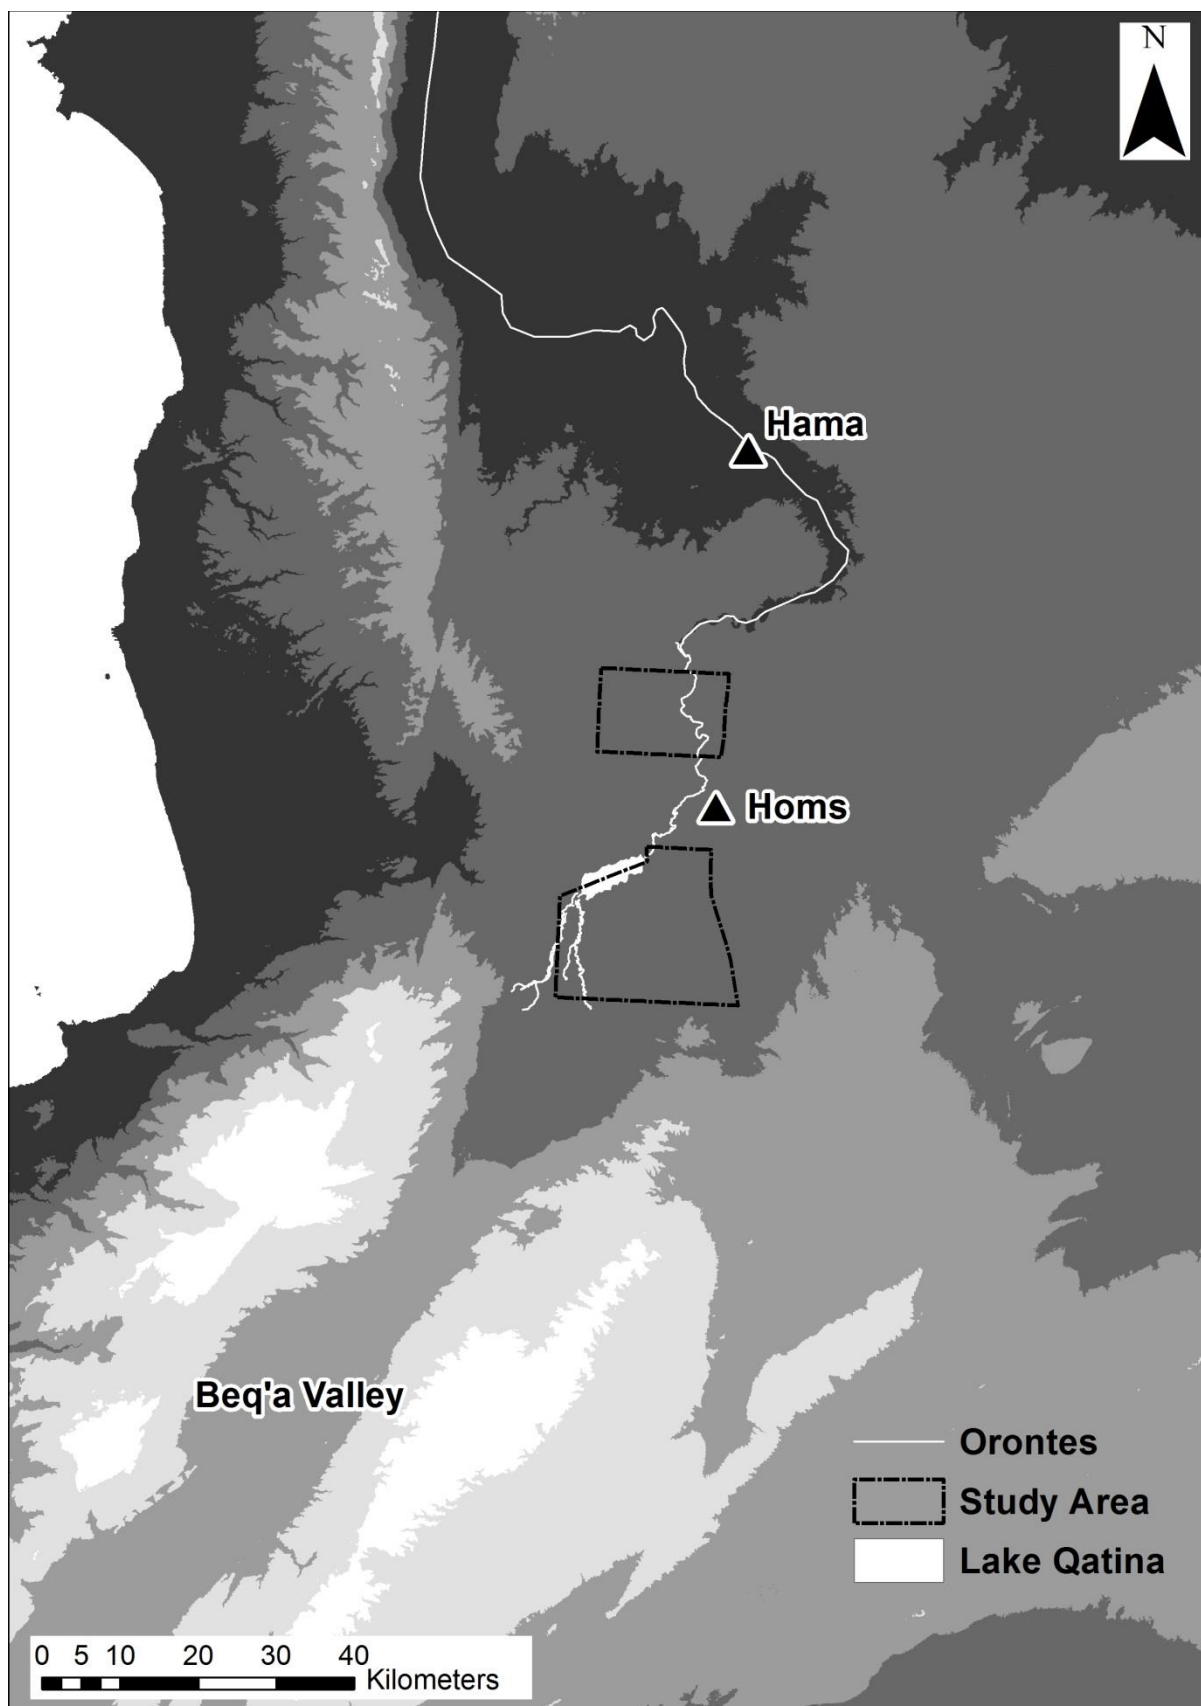 N
Hama
Homs
Beq'a Valley
Orontes
Study Area
Lake Qatina
0 5 10 20 30 40
Kilometers